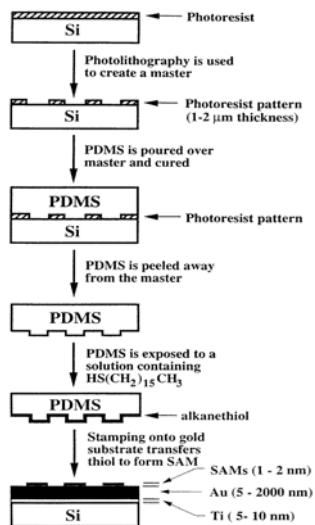 Photoresist
Si
Photolithography is used
to create a master
Photoresist pattern
(1-2 μm thickness)
Si
PDMS is poured over
master and cured
PDMS
Photoresist pattern
Si
PDMS is peeled away
from the master
PDMS
PDMS is exposed to a
solution containing
HS(CH2)15CH3
PDMS
alkanethiol
Stamping onto gold
substrate transfers
thiol to form SAM
SAMs (1 - 2 nm)
Au (5 - 2000 nm)
Si
Ti ( 5- 10 nm)